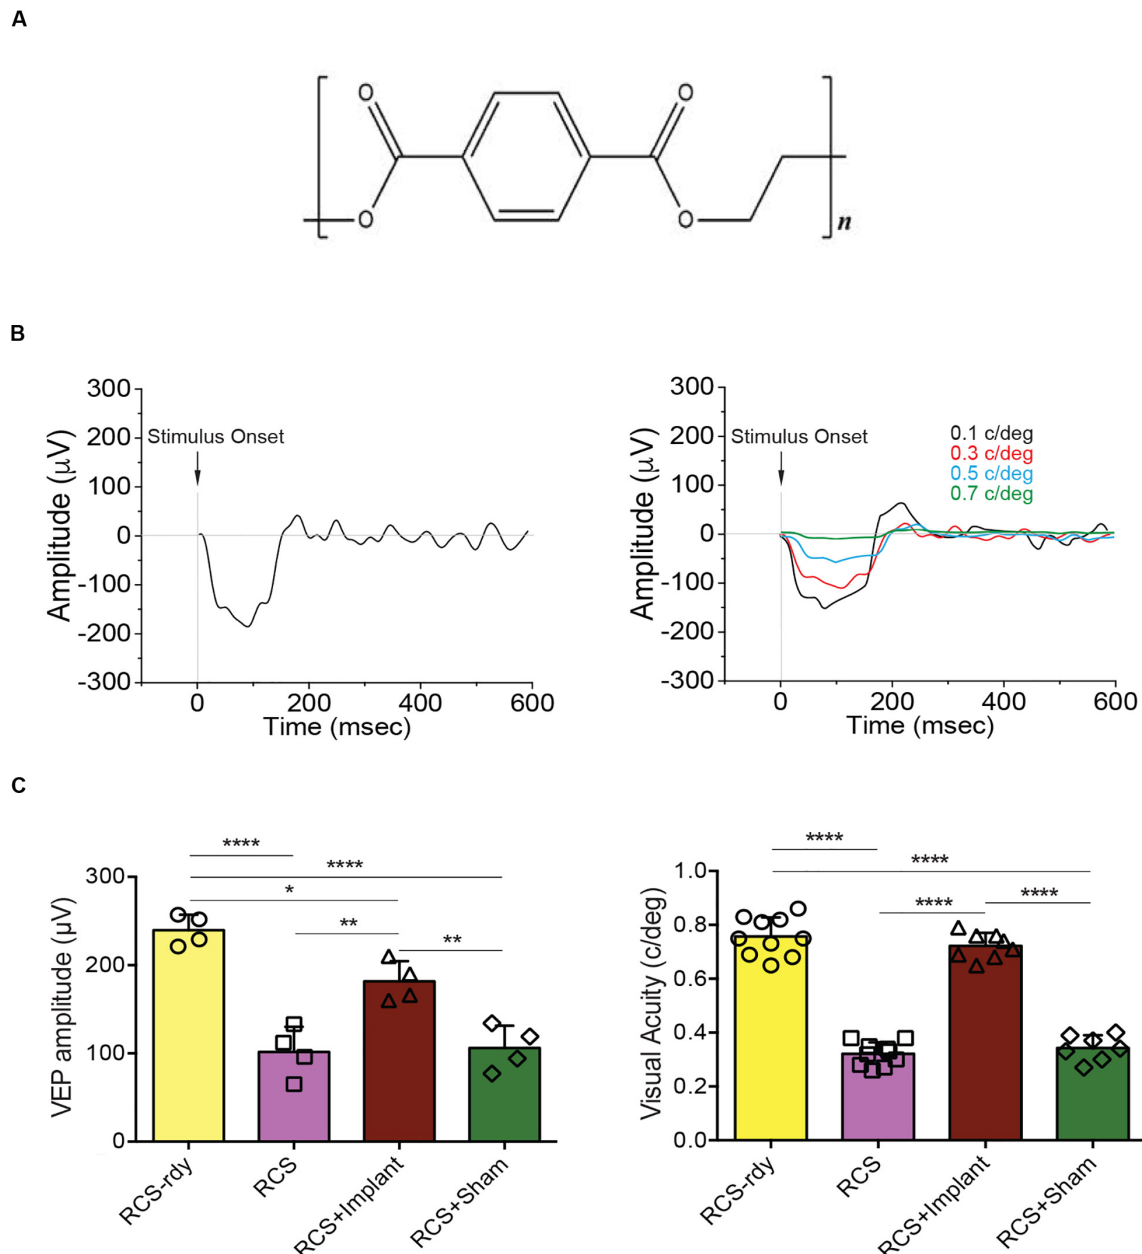 A
O O
O O n
B
300
200
100
0
-100
-200
-300
Amplitude (μV)
Stimulus Onset
0 200 400 600
Time (msec)
300
200
100
0
-100
-200
-300
Amplitude (μV)
Stimulus Onset
0.1 c/deg
0.3 c/deg
0.5 c/deg
0.7 c/deg
0 200 400 600
Time (msec)
C
****
****
*
**
**
300
200
100
0
VEP amplitude (μV)
RCS-rdy
RCS
RCS+Implant
RCS+Sham
****
****
****
****
1.0
0.8
0.6
0.4
0.2
0.0
Visual Acuity (c/deg)
RCS-rdy
RCS
RCS+Implant
RCS+Sham